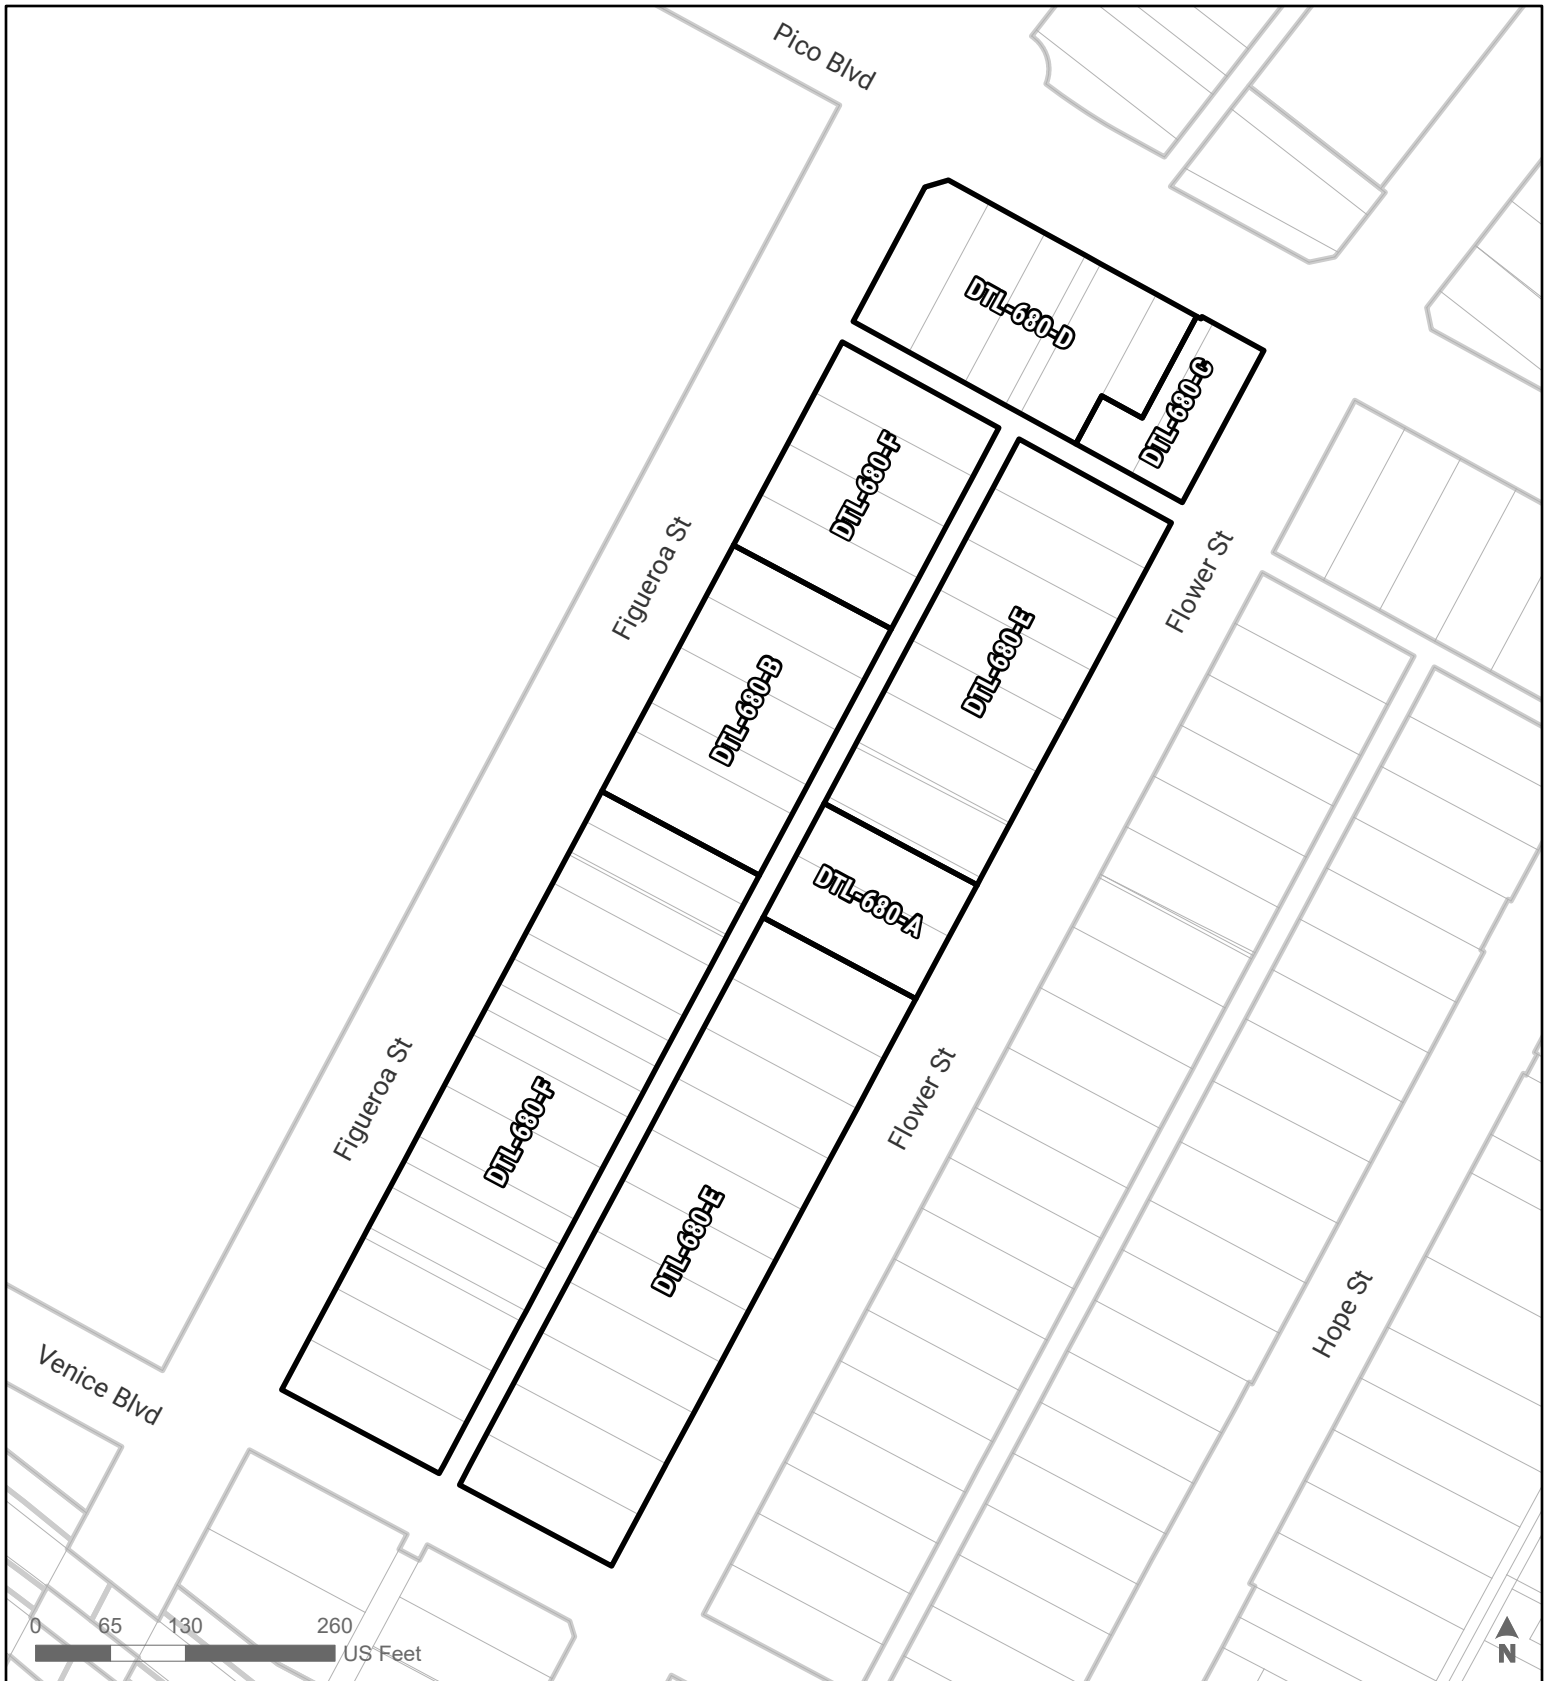 Pico Blvd
DTL-680-D
DTL-680-C
DTL-680-F
Figueroa St
Flower St
DTL-680-E
DTL-680-B
DTL-680-A
Figueroa St
Flower St
DTL-680-F
DTL-680-E
Hope St
Venice Blvd
0 65 130 260
US Feet
N